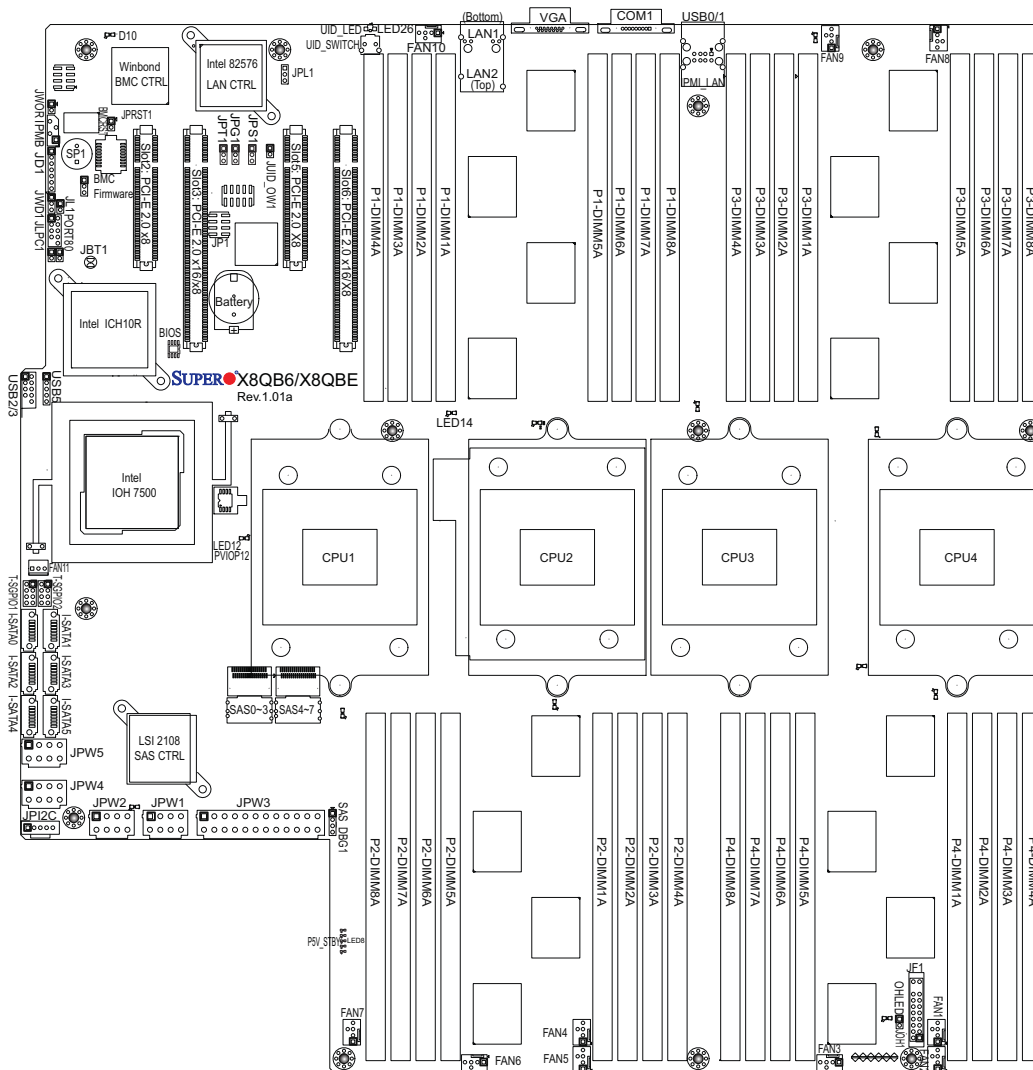 UID_LED
LED26
(Bottom)
VGA
COM1
USB0/1
D10
UID_SWITCH
FAN10
LAN1
FAN9
FAN8
Winbond
BMC CTRL
Intel 82576
LAN CTRL
JPL1
LAN2
(Top)
IPMI_LAN
JWOR1
IPMB
JPRST1
JPT1
JPG1
JPS1
JUID_OW1
SP1
JD1
BMC
Firmware
Slot2: PCI-E 2.0 X8
Slot3: PCI-E 2.0 x16/X8
Slot5: PCI-E 2.0 X8
Slot6: PCI-E 2.0 x16/X8
P1-DIMM4A
P1-DIMM3A
P1-DIMM2A
P1-DIMM1A
P1-DIMM5A
P1-DIMM6A
P1-DIMM7A
P1-DIMM8A
P3-DIMM4A
P3-DIMM3A
P3-DIMM2A
P3-DIMM1A
P3-DIMM5A
P3-DIMM6A
P3-DIMM7A
P3-DIMM8A
JWD1
JL1
PORT80
JLPC1
JP1
JBT1
Battery
Intel ICH10R
BIOS
SUPER X8QB6/X8QBE
Rev.1.01a
USB2/3
USB5
LED14
Intel
IOH 7500
LED12
PVIOP12
CPU1
CPU2
CPU3
CPU4
FAN11
T-SGPIO1
T-SGPIO2
I-SATA0
I-SATA1
I-SATA2
I-SATA3
I-SATA4
I-SATA5
SAS0~3
SAS4~7
LSI 2108
SAS CTRL
JPW5
JPW4
JPI2C
JPW2
JPW1
JPW3
SAS_DBG1
P2-DIMM8A
P2-DIMM7A
P2-DIMM6A
P2-DIMM5A
P2-DIMM1A
P2-DIMM2A
P2-DIMM3A
P2-DIMM4A
P4-DIMM8A
P4-DIMM7A
P4-DIMM6A
P4-DIMM5A
P4-DIMM1A
P4-DIMM2A
P4-DIMM3A
P4-DIMM4A
P5V_STBY
LED8
JF1
OHLED
JOH1
FAN7
FAN4
FAN1
FAN6
FAN5
FAN3